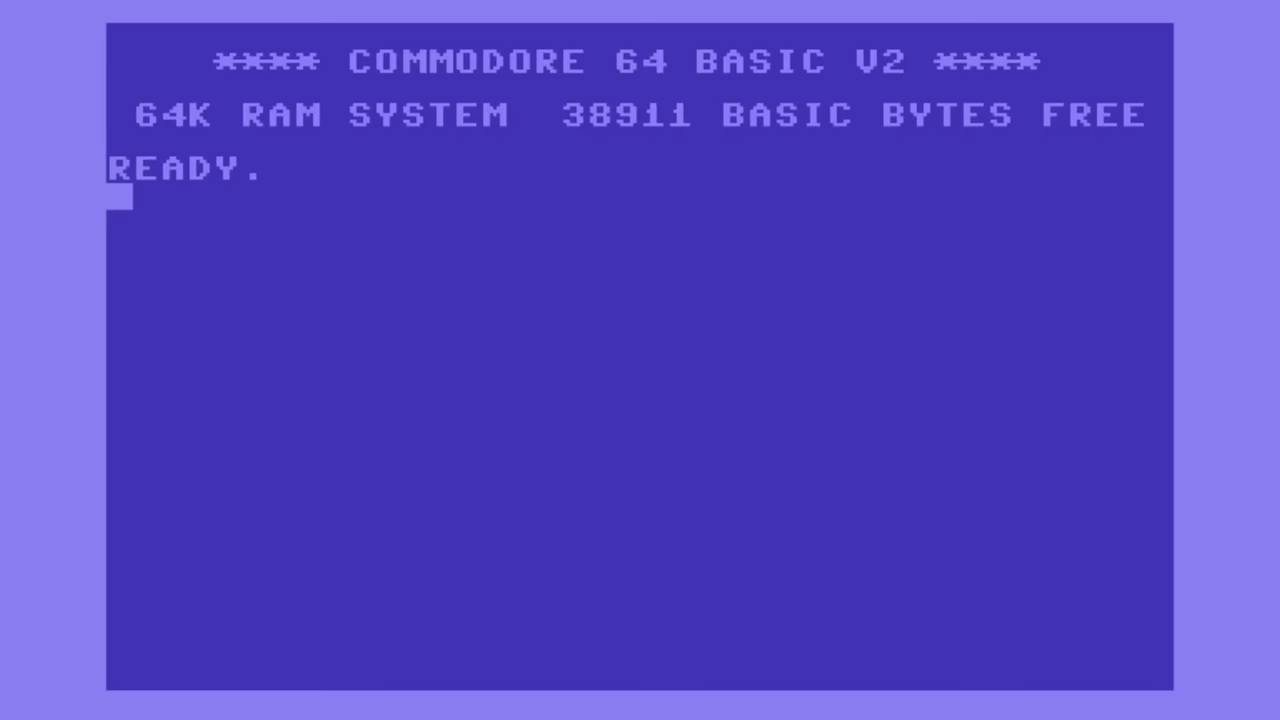 **** COMMODORE 64 BASIC V2 ****
64K RAM SYSTEM  38911 BASIC BYTES FREE
READY.